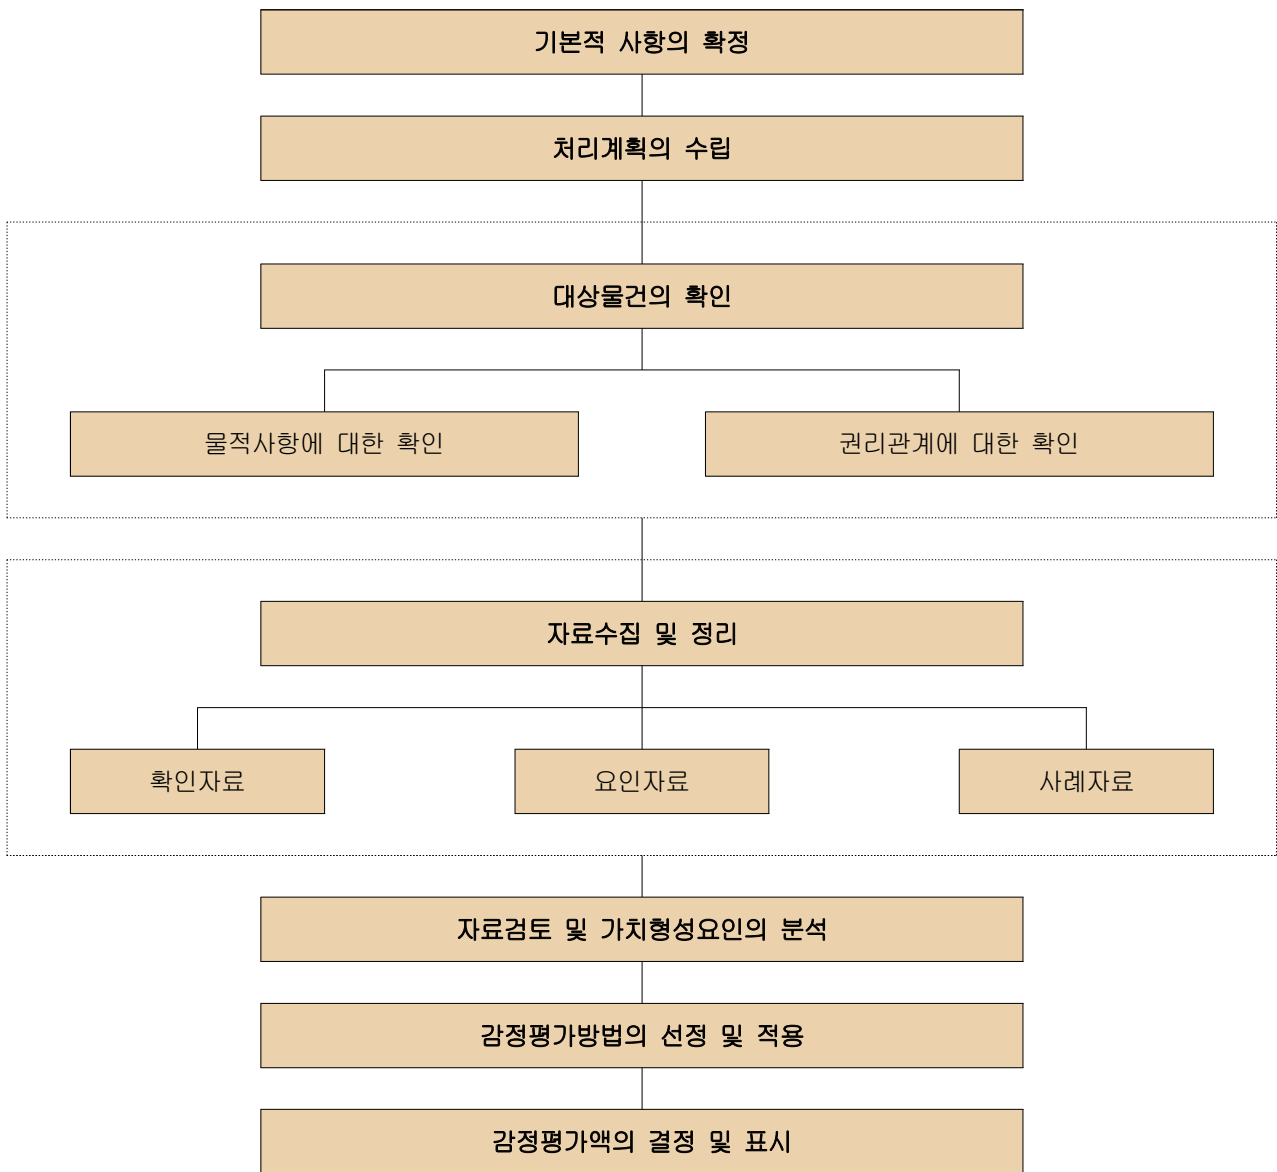 기본적 사항의 확정
처리계획의 수립
대상물건의 확인
물적사항에 대한 확인
권리관계에 대한 확인
자료수집 및 정리
확인자료
요인자료
사례자료
자료검토 및 가치형성요인의 분석
감정평가방법의 선정 및 적용
감정평가액의 결정 및 표시